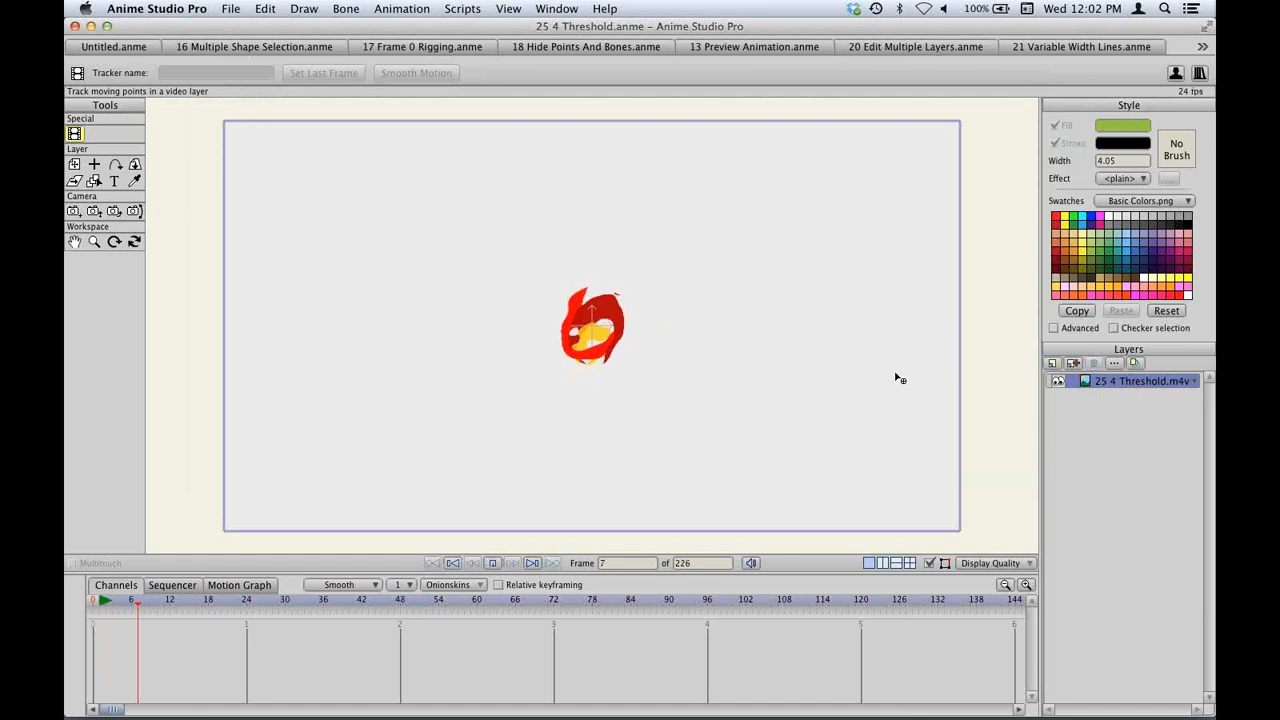 Anime Studio Pro File Edit Draw Bone Animation Scripts View Window Help 100% Wed 12:02 PM
25 4 Threshold.anme – Anime Studio Pro
Untitled.anme 16 Multiple Shape Selection.anme 17 Frame 0 Rigging.anme 18 Hide Points And Bones.anme 13 Preview Animation.anme 20 Edit Multiple Layers.anme 21 Variable Width Lines.anme
Tracker name: Set Last Frame Smooth Motion
Track moving points in a video layer 24 fps
Tools Style
Special
Fill
Stroke
No Brush
Layer
Width 4.05
Effect <plain>
Camera
Swatches Basic Colors.png
Workspace
Copy Paste Reset
Advanced Checker selection
Layers
25 4 Threshold.m4v
Multitouch Frame 7 of 226 Display Quality
Channels Sequencer Motion Graph Smooth 1 Onionskins Relative keyframing
0 6 12 18 24 30 36 42 48 54 60 66 72 78 84 90 96 102 108 114 120 126 132 138 144
0 1 2 3 4 5 6